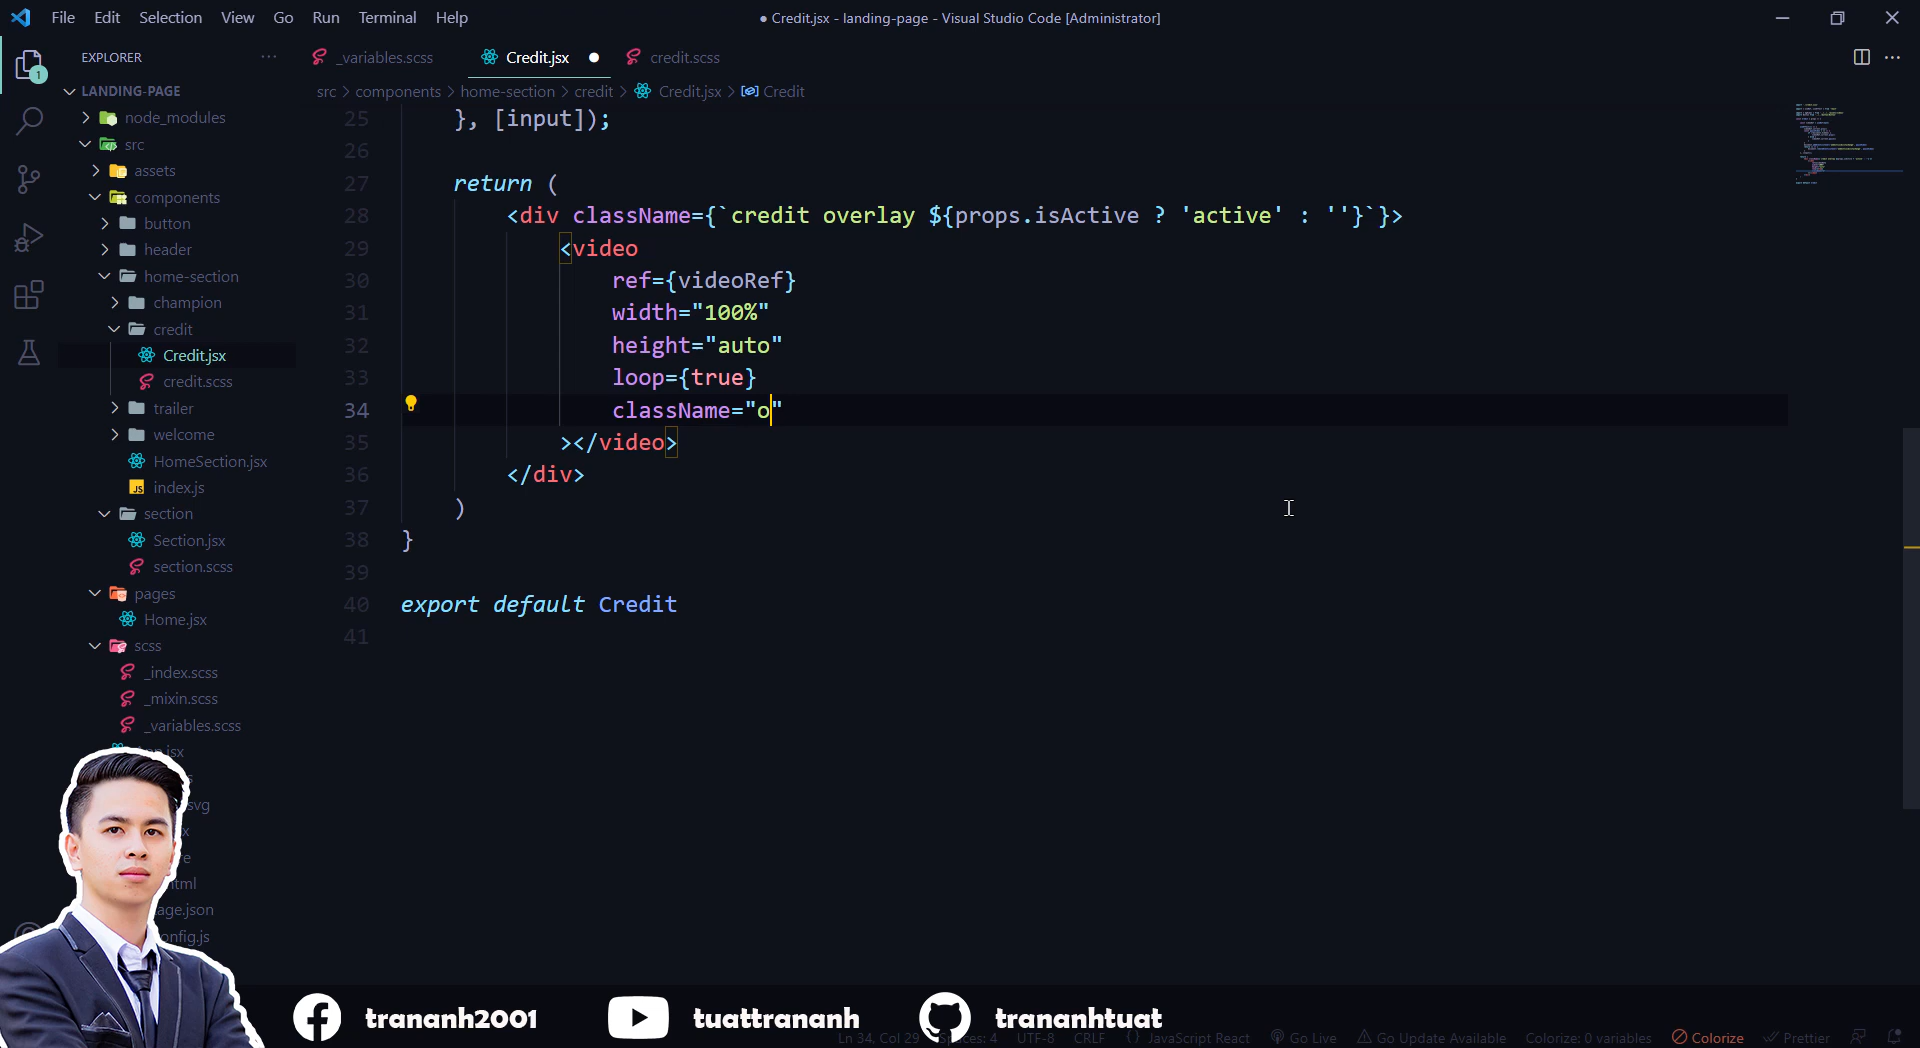 File Edit Selection View Go Run Terminal Help
● Credit.jsx - landing-page - Visual Studio Code [Administrator]
EXPLORER
_variables.scss
Credit.jsx
credit.scss
1
LANDING-PAGE
src > components > home-section > credit > Credit.jsx > Credit
node_modules
src
assets
components
button
header
home-section
champion
credit
Credit.jsx
credit.scss
trailer
welcome
HomeSection.jsx
JS index.js
section
Section.jsx
section.scss
pages
Home.jsx
scss
_index.scss
_mixin.scss
_variables.scss
.jsx
svg
x
e
tml
age.json
onfig.js
25 }, [input]);
26
27 return (
28 <div className={`credit overlay ${props.isActive ? 'active' : ''}`}>
29 <video
30 ref={videoRef}
31 width="100%"
32 height="auto"
33 loop={true}
34 className="o"
35 ></video>
36 </div>
37 )
38 }
39
40 export default Credit
41
trananh2001
tuattrananh
trananhtuat
Ln 34, Col 29 Spaces: 4 UTF-8 CRLF {} JavaScript React Go Live Go Update Available Colorize: 0 variables Colorize Prettier